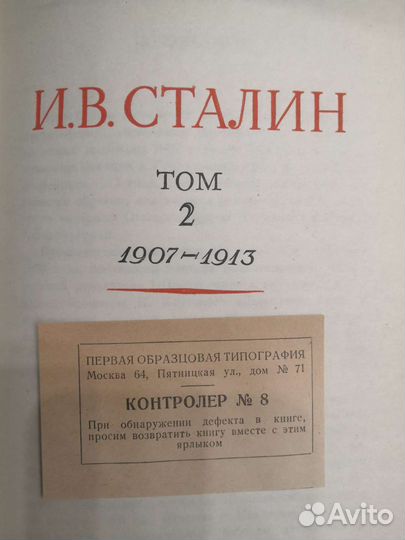 И.В.СТАЛИН
ТОМ
2
1907-1913
ПЕРВАЯ ОБРАЗЦОВАЯ ТИПОГРАФИЯ
Москва 64, Пятницкая ул., дом № 71
КОНТРОЛЕР № 8
При обнаружении дефекта в книге,
просим возвратить книгу вместе с этим
ярлыком
Avito